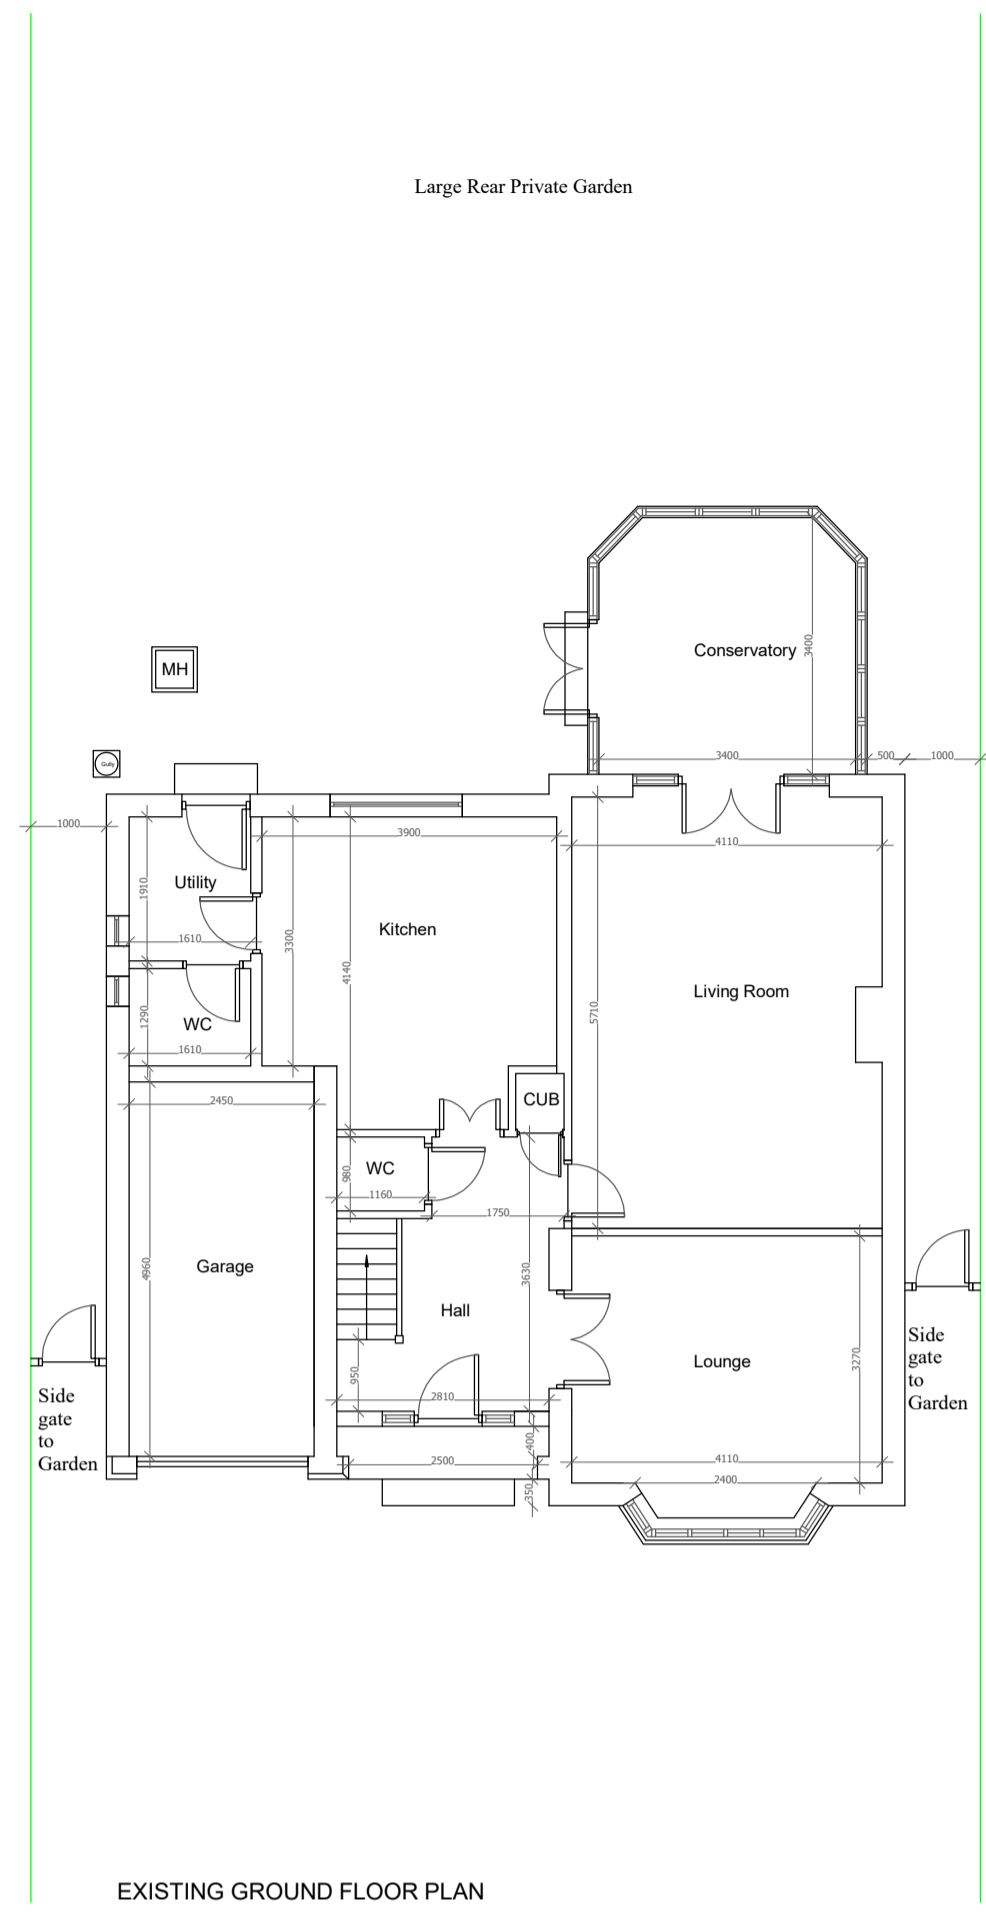 Large Rear Private Garden
MH
Gully
Conservatory
3400
3400
500
1000
1000
3900
4110
Utility
1910
1610
Kitchen
3300
4140
Living Room
5710
WC
1290
1610
2450
CUB
WC
980
1160
1750
3630
Garage
4960
Hall
950
2810
Lounge
3270
Side
gate
to
Garden
Side
gate
to
Garden
400
2500
350
4110
2400
EXISTING GROUND FLOOR PLAN